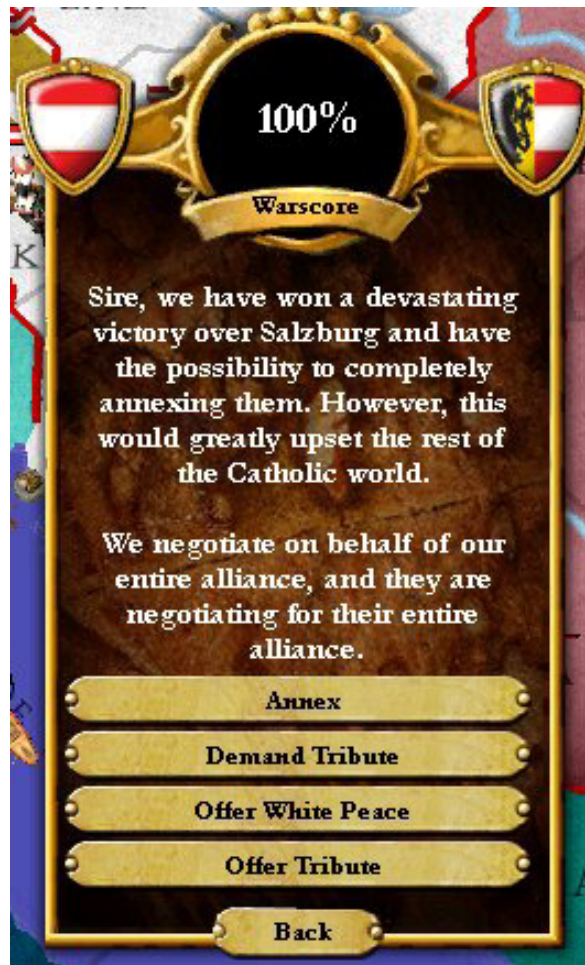 100%
Warscore
K
Sire, we have won a devastating
victory over Salzburg and have
the possibility to completely
annexing them. However, this
would greatly upset the rest of
the Catholic world.
We negotiate on behalf of our
entire alliance, and they are
negotiating for their entire
alliance.
Annex
Demand Tribute
Offer White Peace
Offer Tribute
Back